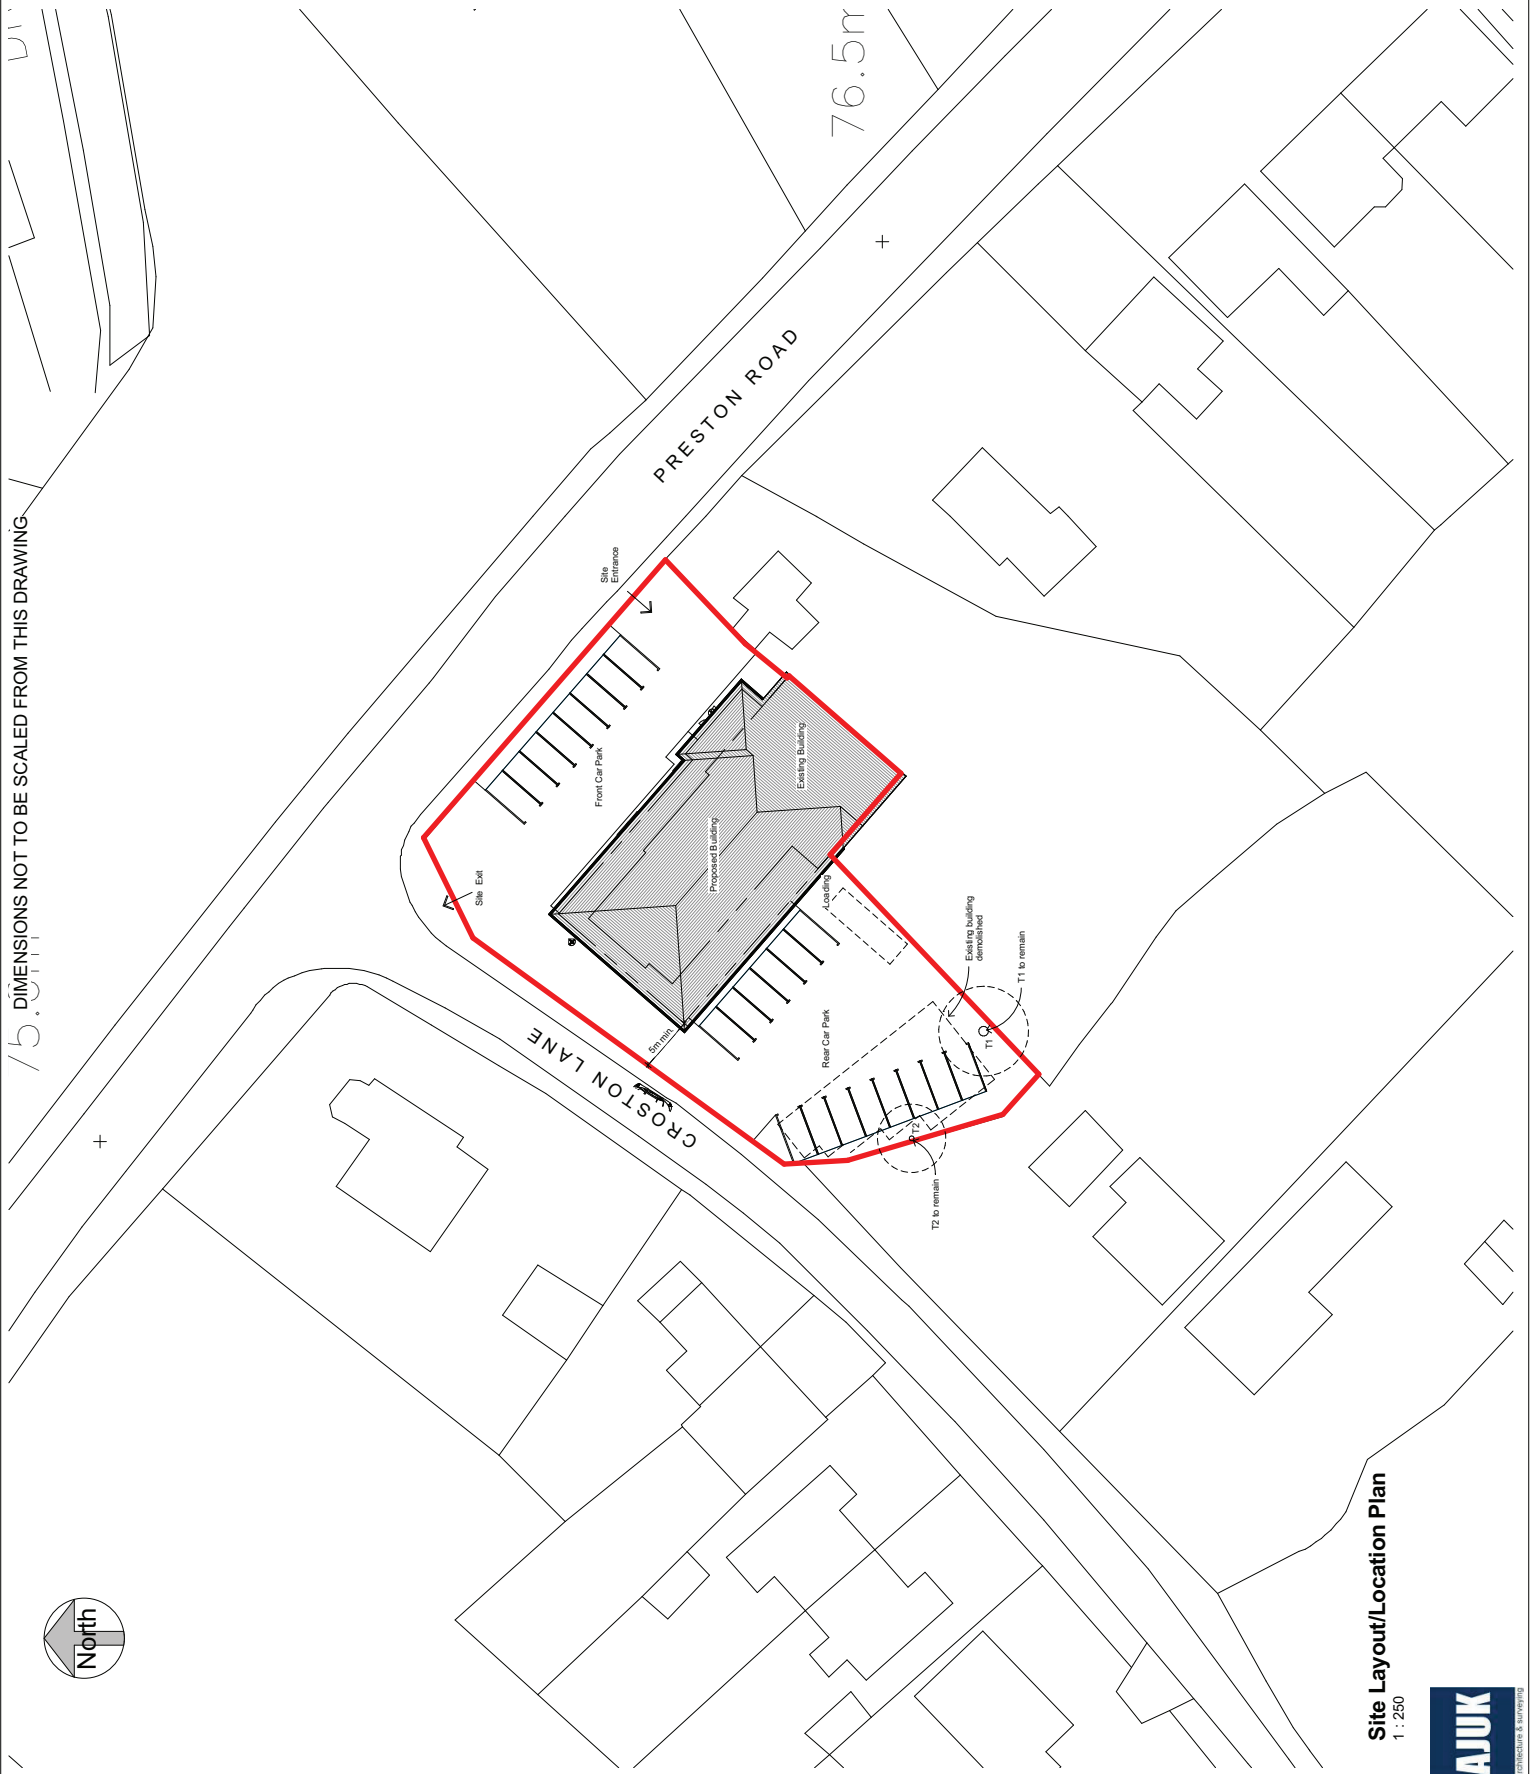 DIMENSIONS NOT TO BE SCALED FROM THIS DRAWING
76.5m
PRESTON ROAD
Site
Entrance
Front Car Park
Site Exit
Existing Building
Proposed Building
Loading
5m min.
CROSTON LANE
Rear Car Park
Existing building
demolished
T1 to remain
T1
T2
T2 to remain
North
Site Layout/Location Plan
1 : 250
AJUK
architecture & surveying